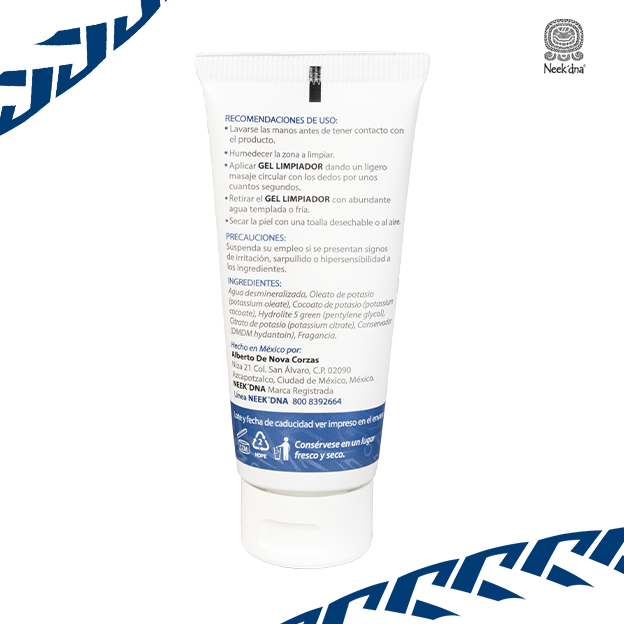 Neek´dna®
RECOMENDACIONES DE USO:
• Lavarse las manos antes de tener contacto con
el producto.
• Humedecer la zona a limpiar.
• Aplicar GEL LIMPIADOR dando un ligero
masaje circular con los dedos por unos
cuantos segundos.
• Retirar el GEL LIMPIADOR con abundante
agua templada o fría.
• Secar la piel con una toalla desechable o al aire.
PRECAUCIONES:
Suspenda su empleo si se presentan signos
de irritación, sarpullido o hipersensibilidad a
los ingredientes.
INGREDIENTES:
Agua desmineralizada, Oleato de potasio
(potassium oleate), Cocoato de potasio (potassium
cocoate), Hydrolite 5 green (pentylene glycol),
Citrato de potasio (potassium citrate), Conservador
(DMDM hydantoin), Fragancia.
Hecho en México por:
Alberto De Nova Corzas
Niza 21 Col. San Álvaro, C.P. 02090
Azcapotzalco, Ciudad de México, México.
NEEK´DNA Marca Registrada
Línea NEEK´DNA 800 8392664
Lote y fecha de caducidad ver impreso en el envase
2
HDPE
Consérvese en un lugar
fresco y seco.